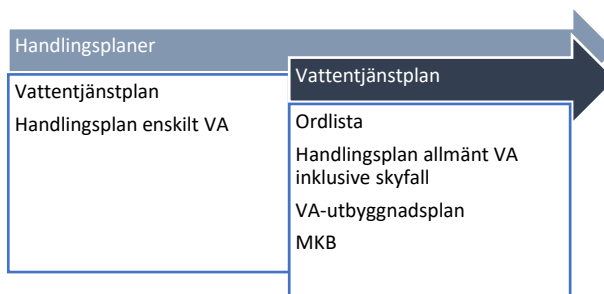 Handlingsplaner
Vattentjänstplan
Handlingsplan enskilt VA
Vattentjänstplan
Ordlista
Handlingsplan allmänt VA
inklusive skyfall
VA-utbyggnadsplan
MKB